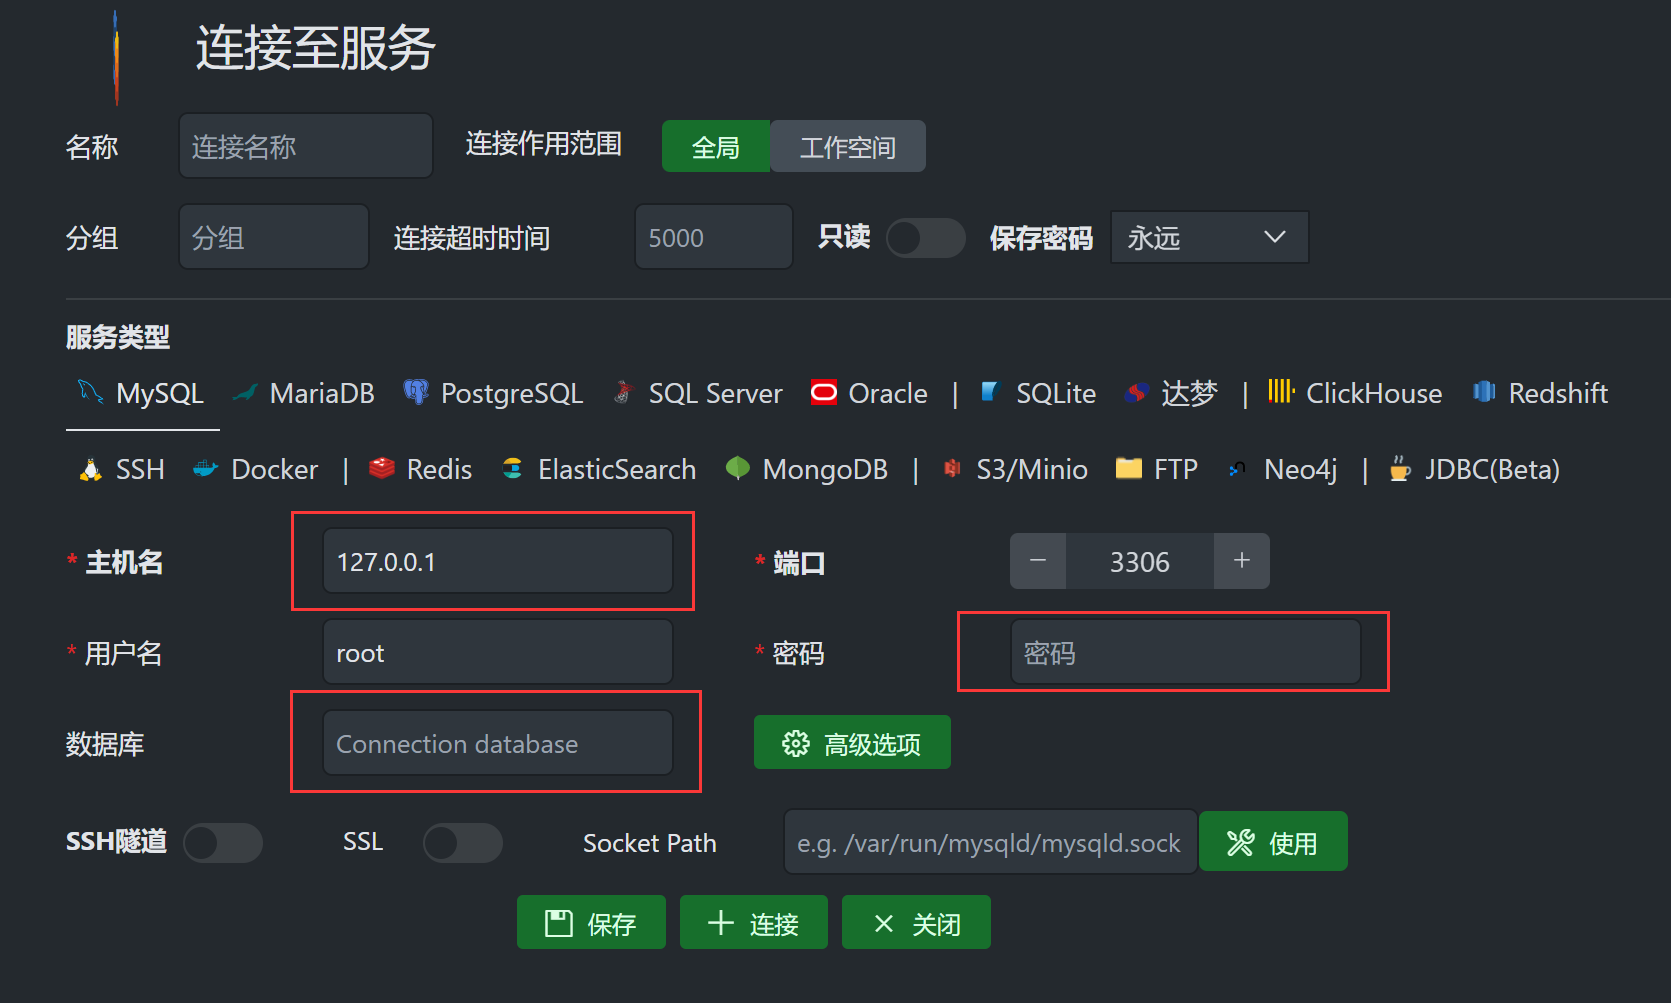 连接至服务
名称 连接名称 连接作用范围 全局 工作空间
分组 分组 连接超时时间 5000 只读 保存密码 永远
服务类型
MySQL MariaDB PostgreSQL SQL Server Oracle | SQLite 达梦 | ClickHouse Redshift
SSH Docker | Redis ElasticSearch MongoDB | S3/Minio FTP Neo4j | JDBC(Beta)
* 主机名 127.0.0.1 * 端口 − 3306 +
* 用户名 root * 密码 密码
数据库 Connection database 高级选项
SSH隧道 SSL Socket Path e.g. /var/run/mysqld/mysqld.sock 使用
保存 连接 关闭